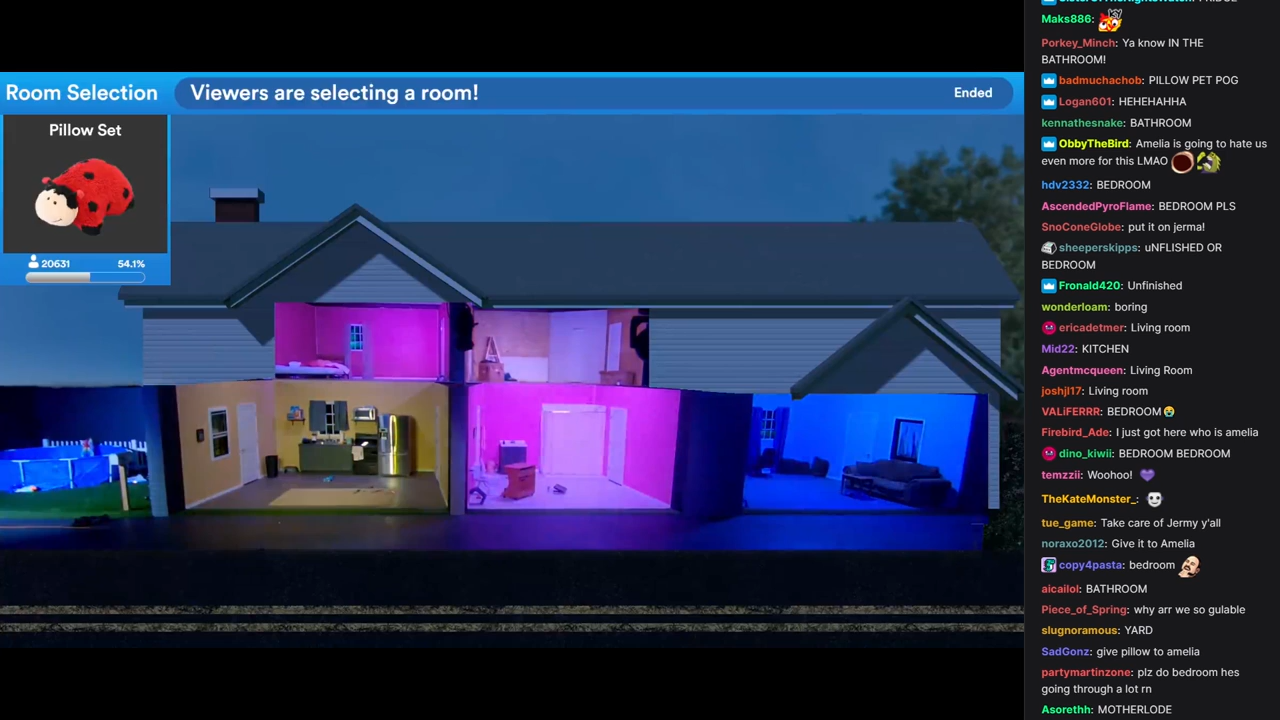 Room Selection
Viewers are selecting a room!
Ended
Pillow Set
20631
54.1%
Maks886:
Porkey_Minch: Ya know IN THE
BATHROOM!
badmuchachob: PILLOW PET POG
Logan601: HEHEHAHHA
kennathesnake: BATHROOM
ObbyTheBird: Amelia is going to hate us
even more for this LMAO
hdv2332: BEDROOM
AscendedPyroFlame: BEDROOM PLS
SnoConeGlobe: put it on jerma!
sheeperskipps: uNFLISHED OR
BEDROOM
Fronald420: Unfinished
wonderloam: boring
ericadetmer: Living room
Mid22: KITCHEN
Agentmcqueen: Living Room
joshjl17: Living room
VALiFERRR: BEDROOM😭
Firebird_Ade: I just got here who is amelia
dino_kiwii: BEDROOM BEDROOM
temzzii: Woohoo!
TheKateMonster_:
tue_game: Take care of Jermy y'all
noraxo2012: Give it to Amelia
copy4pasta: bedroom
aicailol: BATHROOM
Piece_of_Spring: why arr we so gulable
slugnoramous: YARD
SadGonz: give pillow to amelia
partymartinzone: plz do bedroom hes
going through a lot rn
Asorethh: MOTHERLODE